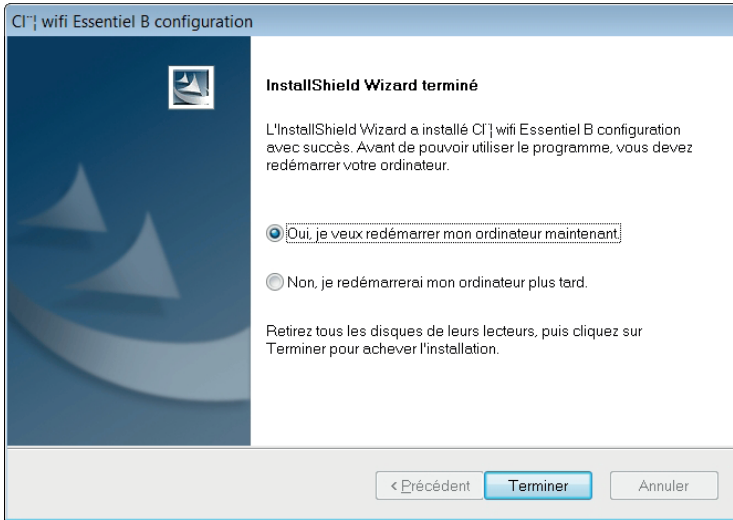 Cl¨¦ wifi Essentiel B configuration
InstallShield Wizard terminé
L'InstallShield Wizard a installé Cl¨¦ wifi Essentiel B configuration
avec succès. Avant de pouvoir utiliser le programme, vous devez
redémarrer votre ordinateur.
Oui, je veux redémarrer mon ordinateur maintenant.
Non, je redémarrerai mon ordinateur plus tard.
Retirez tous les disques de leurs lecteurs, puis cliquez sur
Terminer pour achever l'installation.
< Précédent
Terminer
Annuler